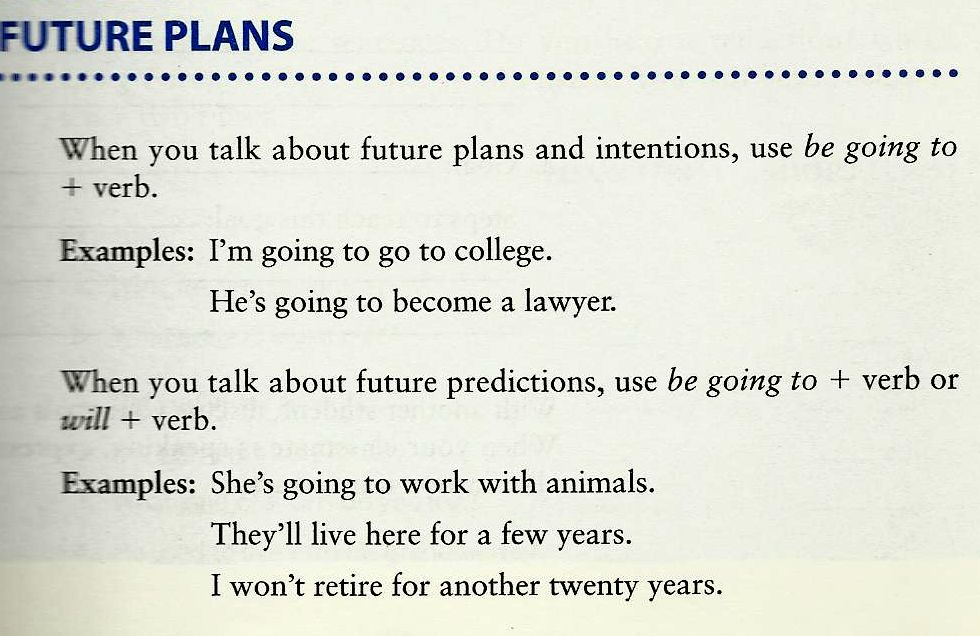 FUTURE PLANS
When you talk about future plans and intentions, use be going to
+ verb.
Examples: I'm going to go to college.
He's going to become a lawyer.
When you talk about future predictions, use be going to + verb or
will + verb.
Examples: She's going to work with animals.
They'll live here for a few years.
I won't retire for another twenty years.